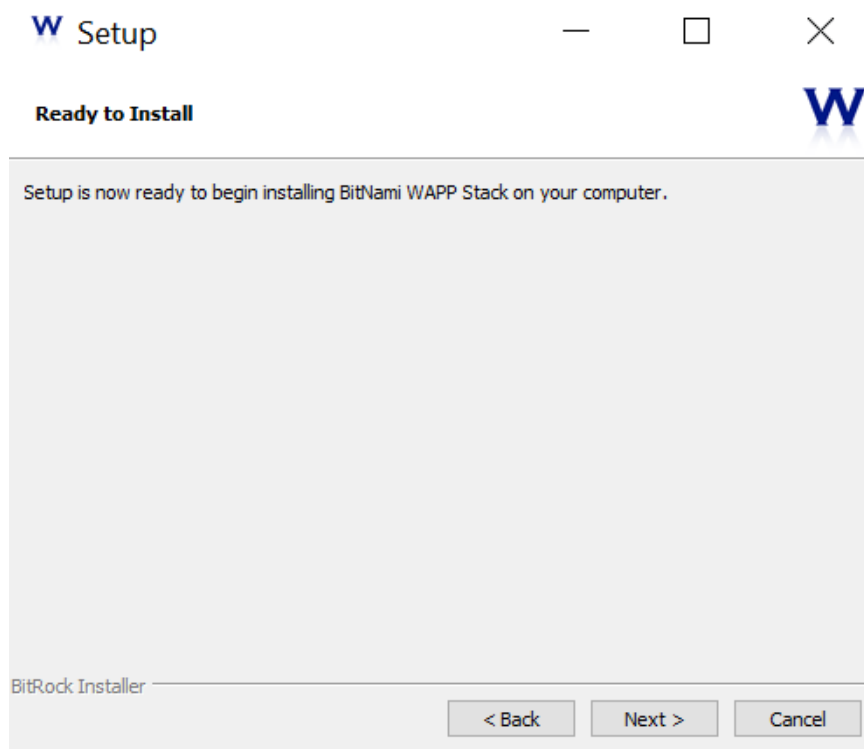 W Setup
Ready to Install
W
Setup is now ready to begin installing BitNami WAPP Stack on your computer.
BitRock Installer
< Back Next > Cancel